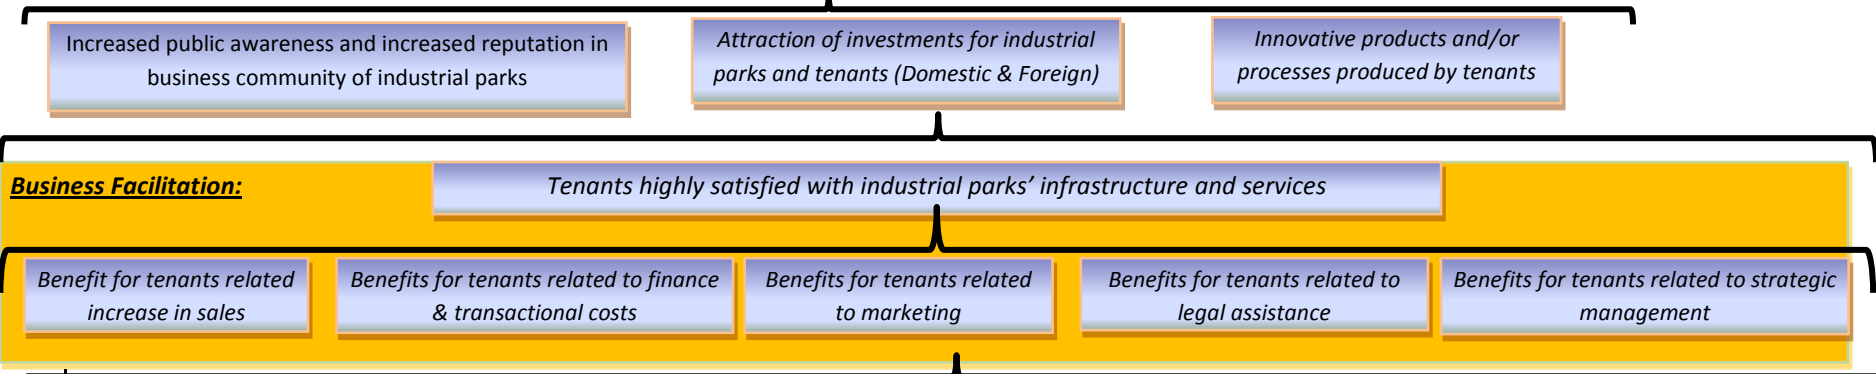 Increased public awareness and increased reputation in
business community of industrial parks
Attraction of investments for industrial
parks and tenants (Domestic & Foreign)
Innovative products and/or
processes produced by tenants
Business Facilitation:
Tenants highly satisfied with industrial parks’ infrastructure and services
Benefit for tenants related
increase in sales
Benefits for tenants related to finance
& transactional costs
Benefits for tenants related
to marketing
Benefits for tenants related to
legal assistance
Benefits for tenants related to strategic
management